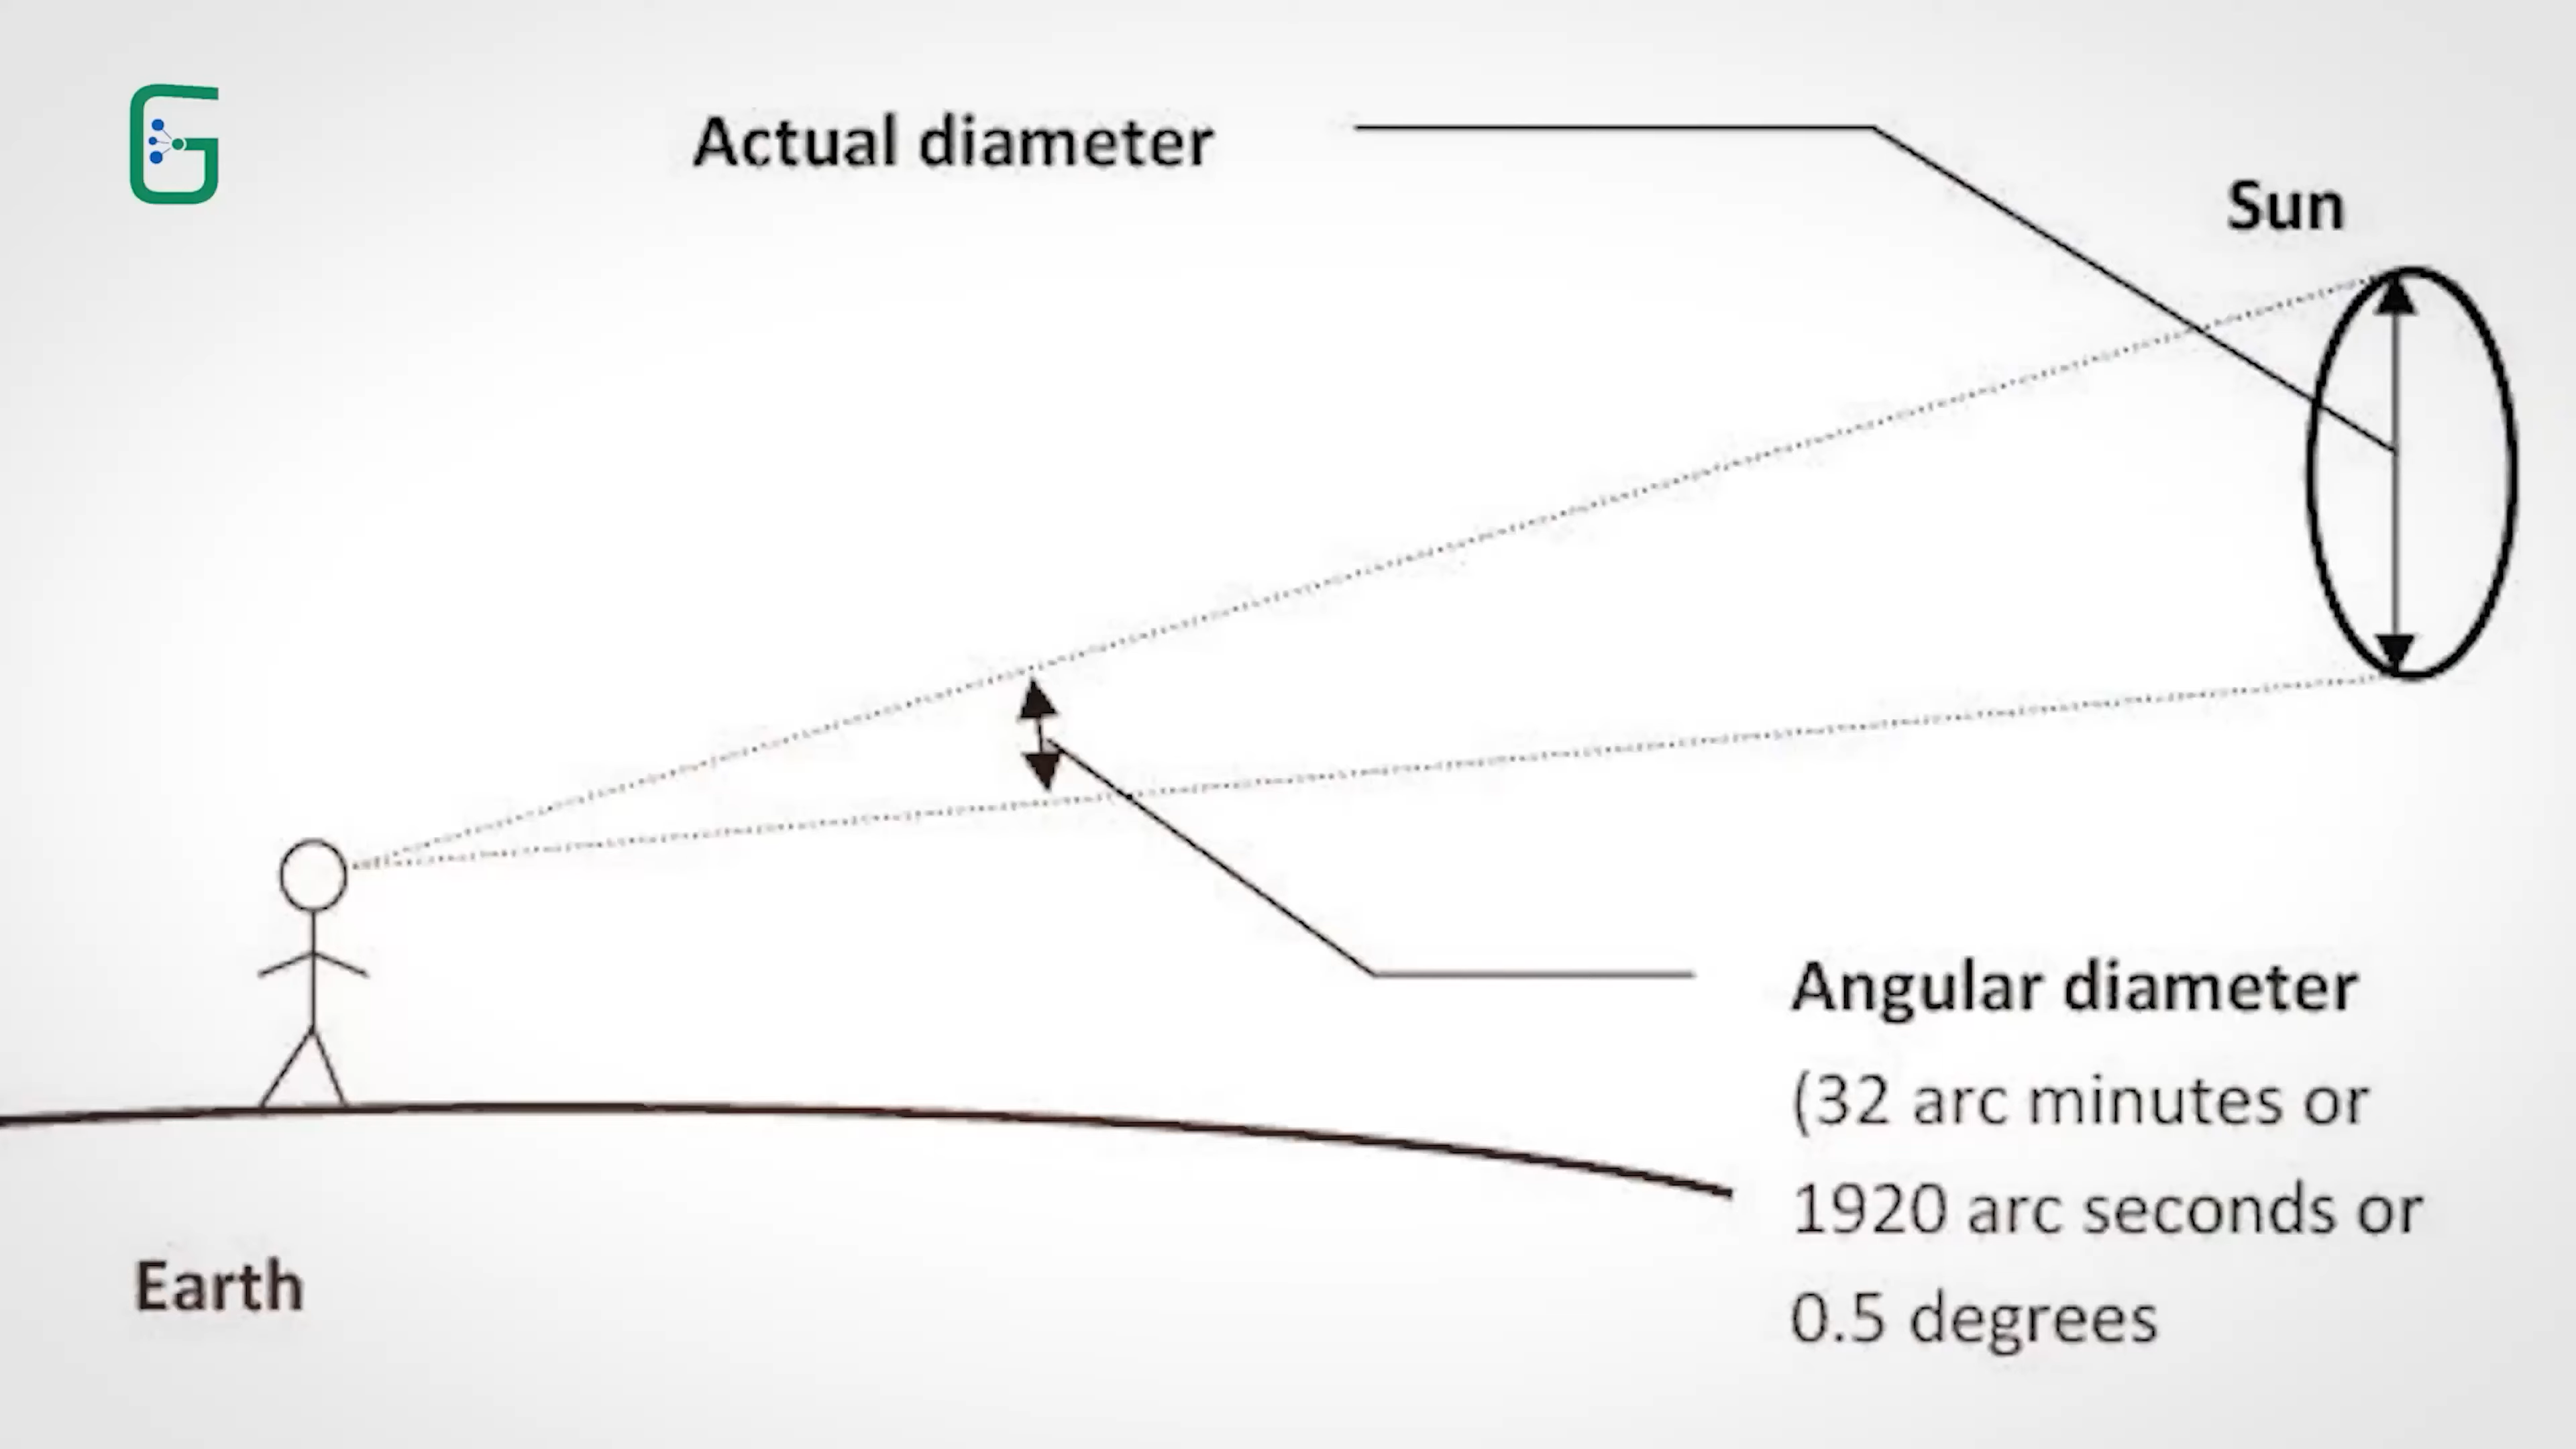 G
Actual diameter
Sun
Angular diameter
(32 arc minutes or
1920 arc seconds or
0.5 degrees
Earth